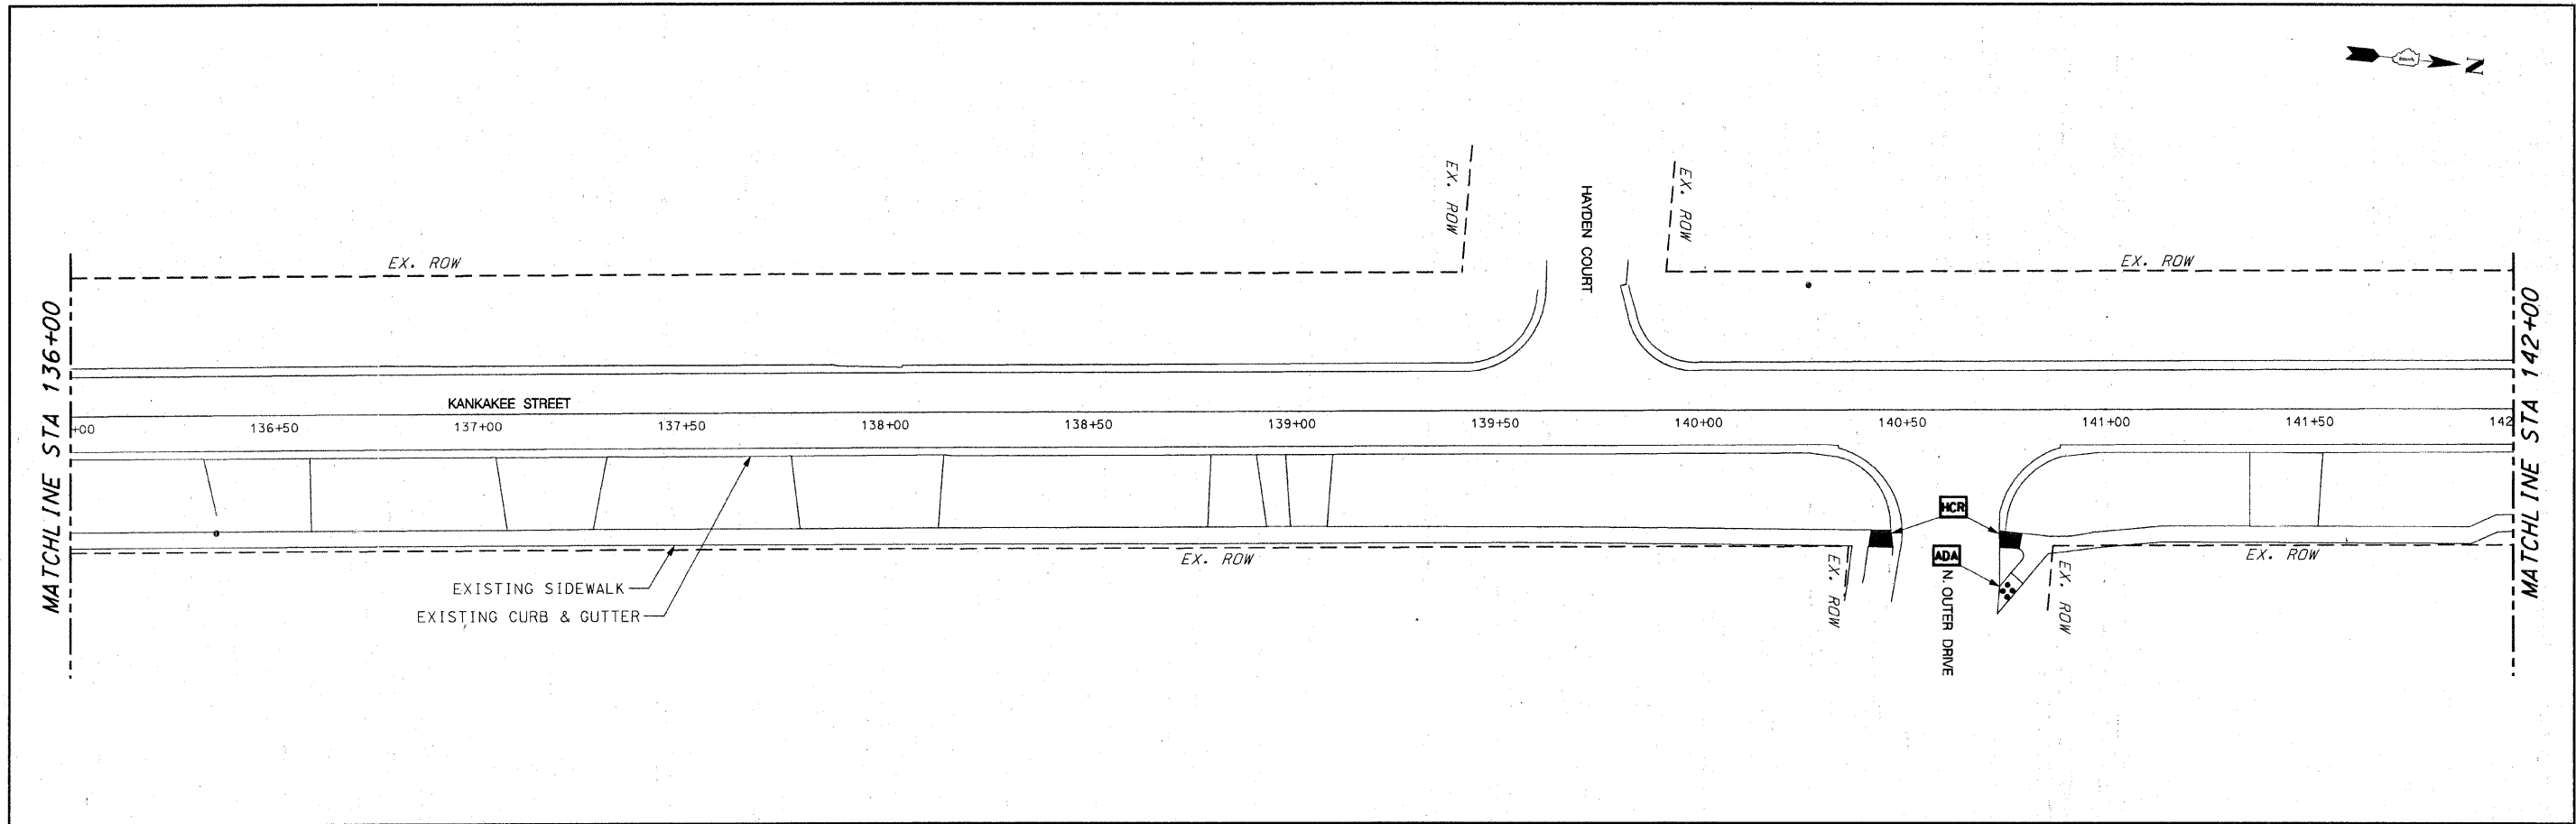 N
EX. ROW
HAYDEN COURT
EX. ROW
EX. ROW
EX. ROW
MATCHLINE STA 136+00
MATCHLINE STA 142+00
KANKAKEE STREET
+00 136+50 137+00 137+50 138+00 138+50 139+00 139+50 140+00 140+50 141+00 141+50 142
HCR
ADA
EX. ROW
EX. ROW
EX. ROW
EX. ROW
N. OUTER DRIVE
EXISTING SIDEWALK
EXISTING CURB & GUTTER